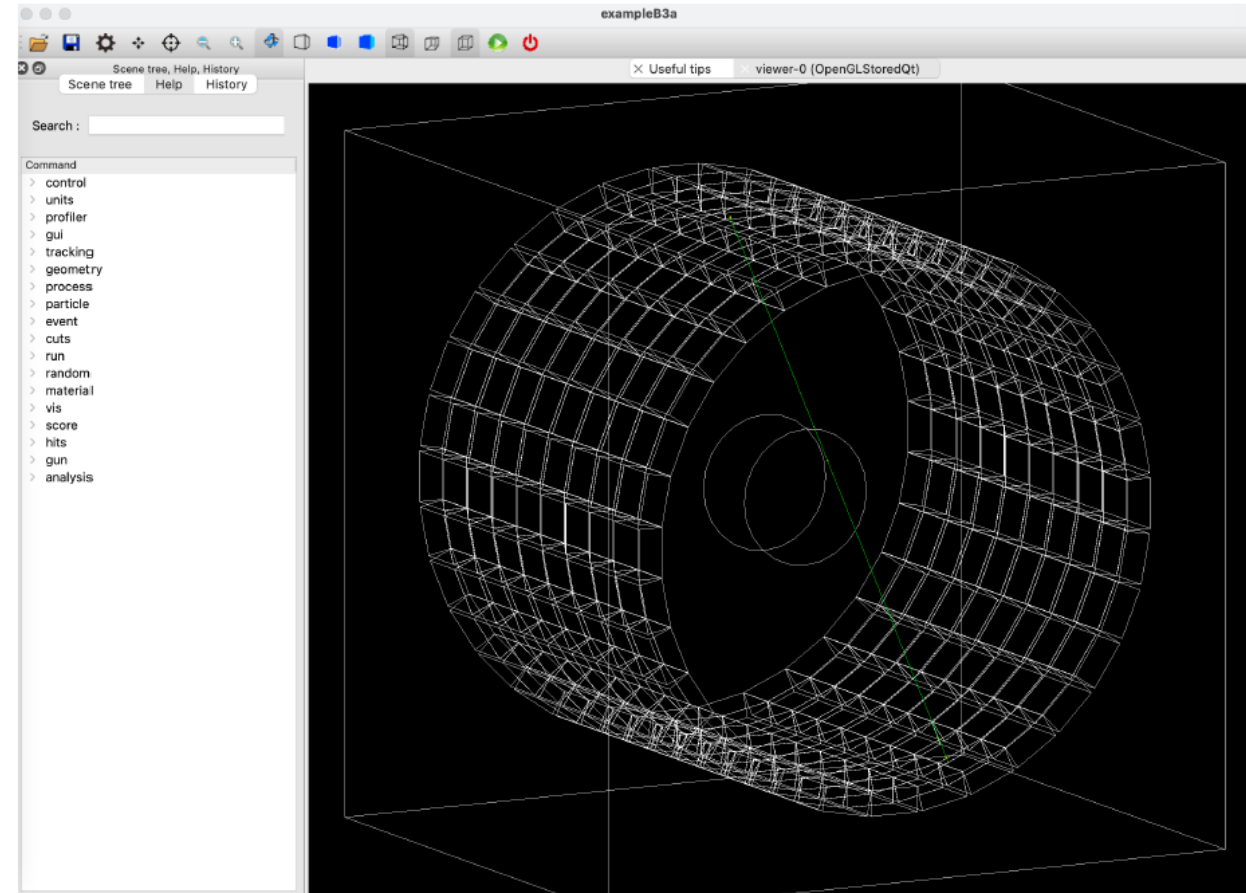 exampleB3a
Scene tree, Help, History
Useful tips
viewer-0 (OpenGLStoredQt)
Scene tree
Help
History
Search :
Command
control
units
profiler
gui
tracking
geometry
process
particle
event
cuts
run
random
material
vis
score
hits
gun
analysis